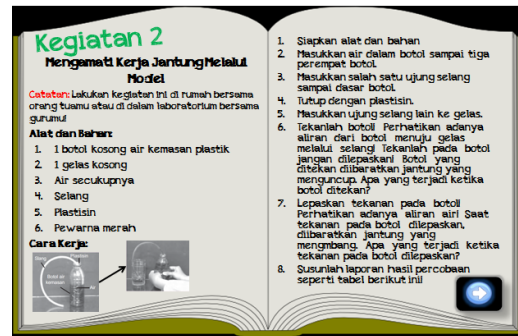 Kegiatan 2
Mengamati Kerja Jantung Melalui
Model
Catatan: Lakukan kegiatan ini di rumah bersama
orang tuamu atau di dalam laboratorium bersama
gurumu!
Alat dan Bahan:
1. 1 botol kosong air kemasan plastik
2. 1 gelas kosong
3. Air secukupnya
4. Selang
5. Plastisin
6. Pewarna merah
Cara Kerja:
Plastisin
Botol air
kemasan
Air
1. Siapkan alat dan bahan
2. Masukkan air dalam botol sampai tiga
perempat botol.
3. Masukkan salah satu ujung selang
sampai dasar botol.
4. Tutup dengan plastisin.
5. Masukkan ujung selang lain ke gelas.
6. Tekanlah botol! Perhatikan adanya
aliran dari botol menuju gelas
melalui selang! Tekanlah pada botol
jangan dilepaskan! Botol yang
ditekan diibaratkan jantung yang
menguncup. Apa yang terjadi ketika
botol ditekan?
7. Lepaskan tekanan pada botol!
Perhatikan adanya aliran air! Saat
tekanan pada botol dilepaskan,
diibaratkan jantung yang
mengmbang. Apa yang terjadi ketika
tekanan pada botol dilepaskan?
8. Susunlah laporan hasil percobaan
seperti tabel berikut ini!